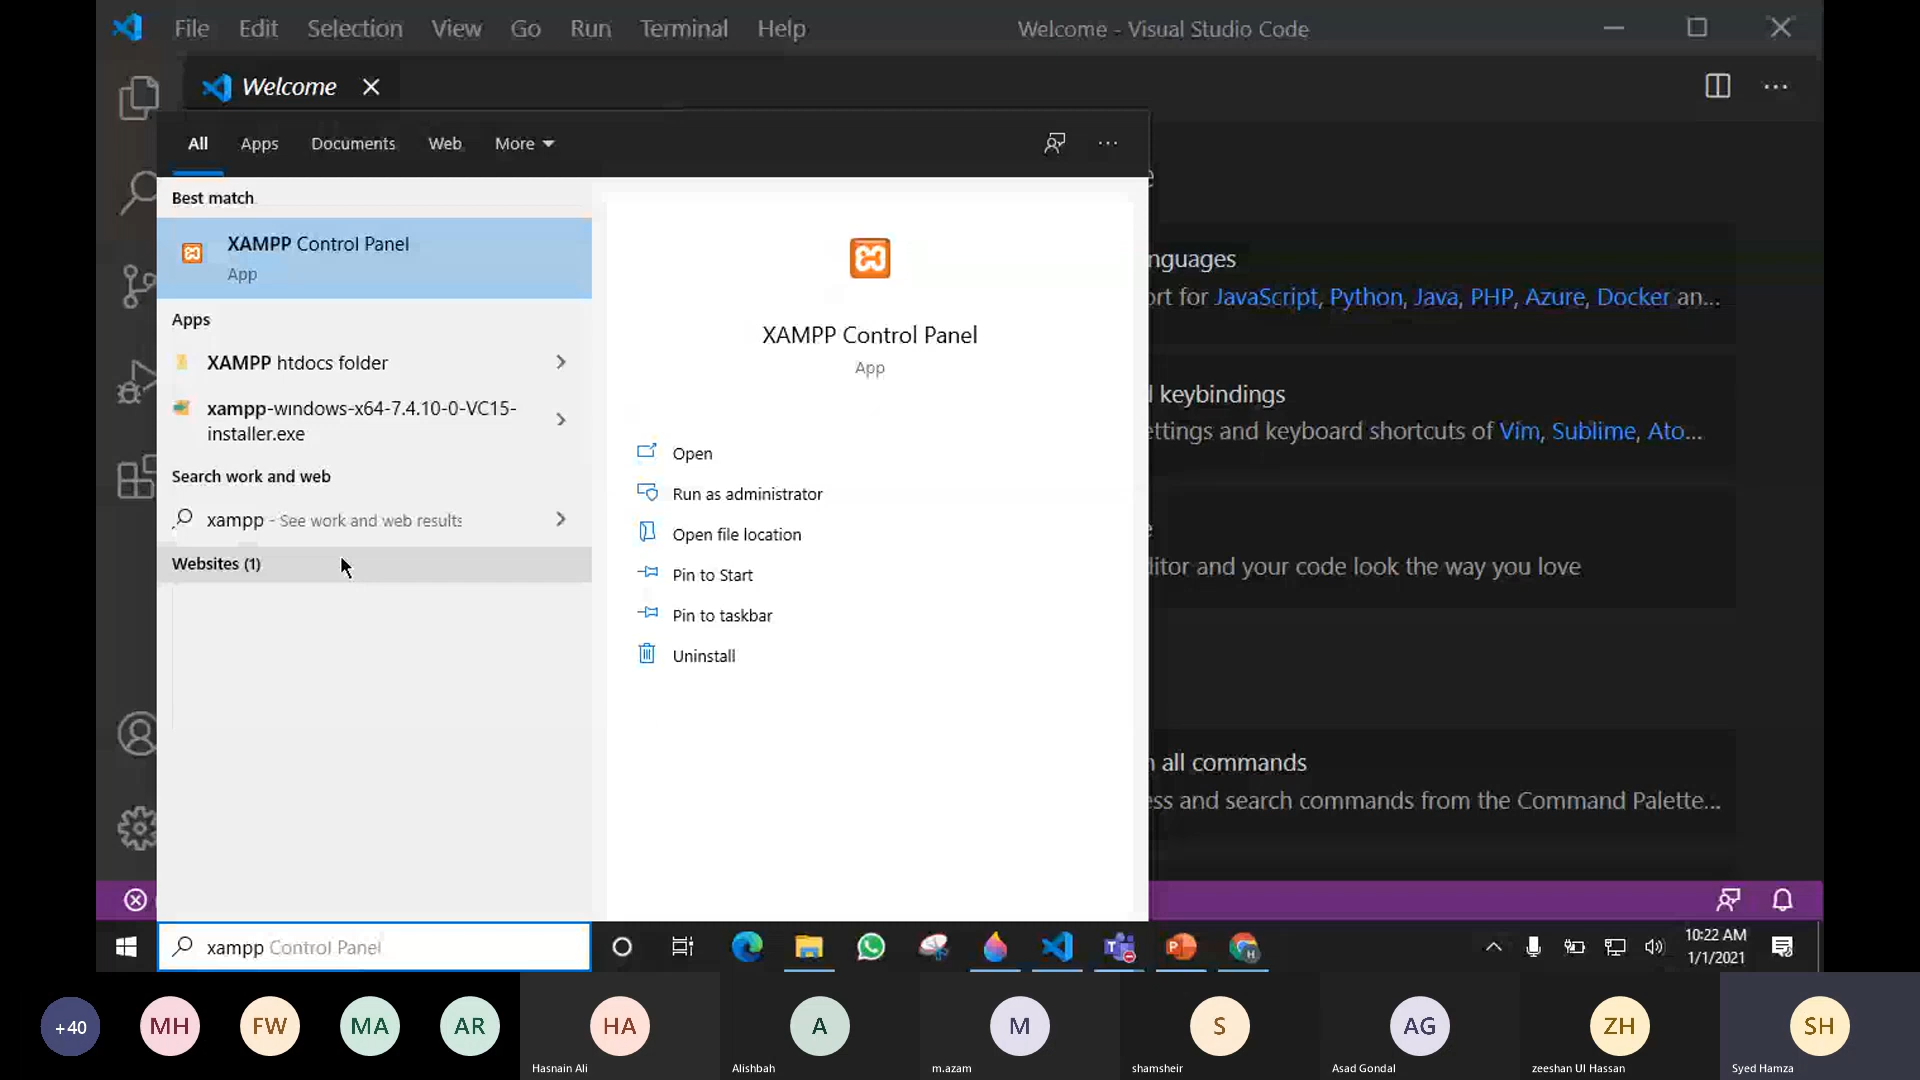 File Edit Selection View Go Run Terminal Help
Welcome - Visual Studio Code
Welcome
All Apps Documents Web More
Best match
XAMPP Control Panel
App
Apps
XAMPP htdocs folder
xampp-windows-x64-7.4.10-0-VC15-
installer.exe
Search work and web
xampp - See work and web results
Websites (1)
XAMPP Control Panel
App
Open
Run as administrator
Open file location
Pin to Start
Pin to taskbar
Uninstall
nguages
ort for JavaScript, Python, Java, PHP, Azure, Docker an...
l keybindings
ettings and keyboard shortcuts of Vim, Sublime, Ato...
ditor and your code look the way you love
n all commands
ess and search commands from the Command Palette...
xampp Control Panel
10:22 AM
1/1/2021
+40 MH FW MA AR HA A M S AG ZH SH
Hasnain Ali Alishbah m.azam shamsheir Asad Gondal zeeshan Ul Hassan Syed Hamza